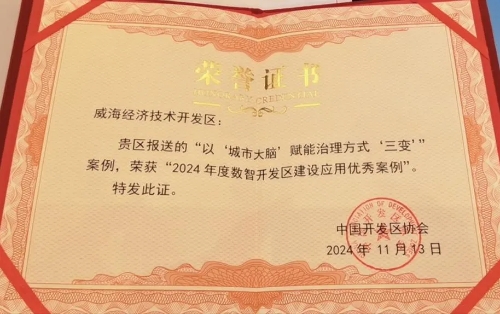 荣誉证书
HONORARY CREDENTIAL
威海经济技术开发区：
贵区报送的“以‘城市大脑’赋能治理方式‘三变’”
案例，荣获“2024年度数智开发区建设应用优秀案例”。
特发此证。
中国开发区协会
2024年11月13日